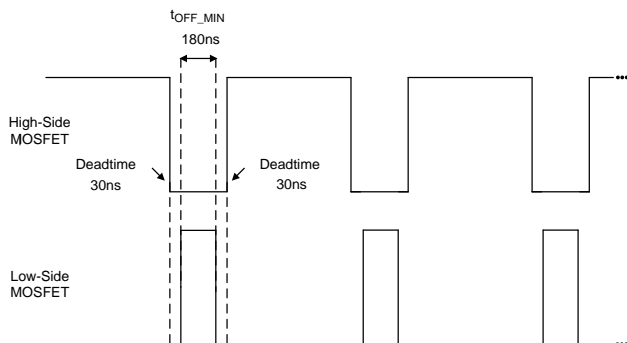 tOFF_MIN
180ns
High-Side
MOSFET
Deadtime
30ns
Deadtime
30ns
Low-Side
MOSFET